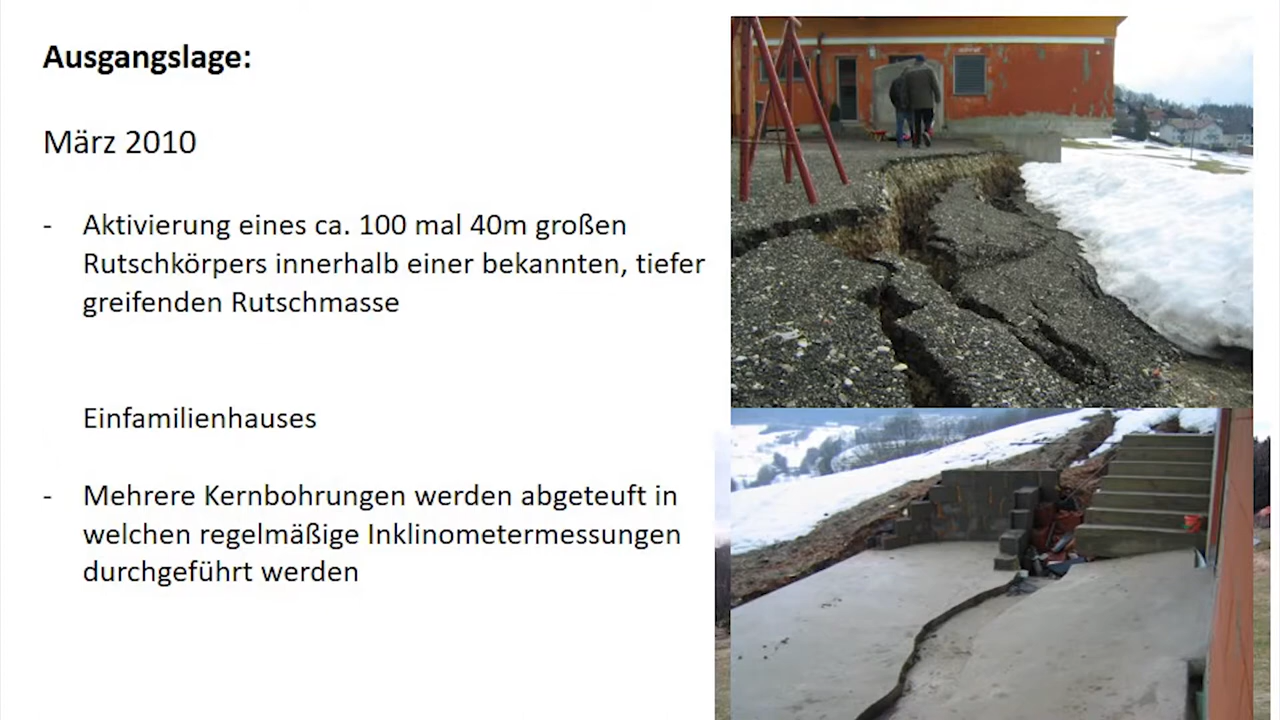 Ausgangslage:
März 2010
- Aktivierung eines ca. 100 mal 40m großen
Rutschkörpers innerhalb einer bekannten, tiefer
greifenden Rutschmasse
Einfamilienhauses
- Mehrere Kernbohrungen werden abgeteuft in
welchen regelmäßige Inklinometermessungen
durchgeführt werden